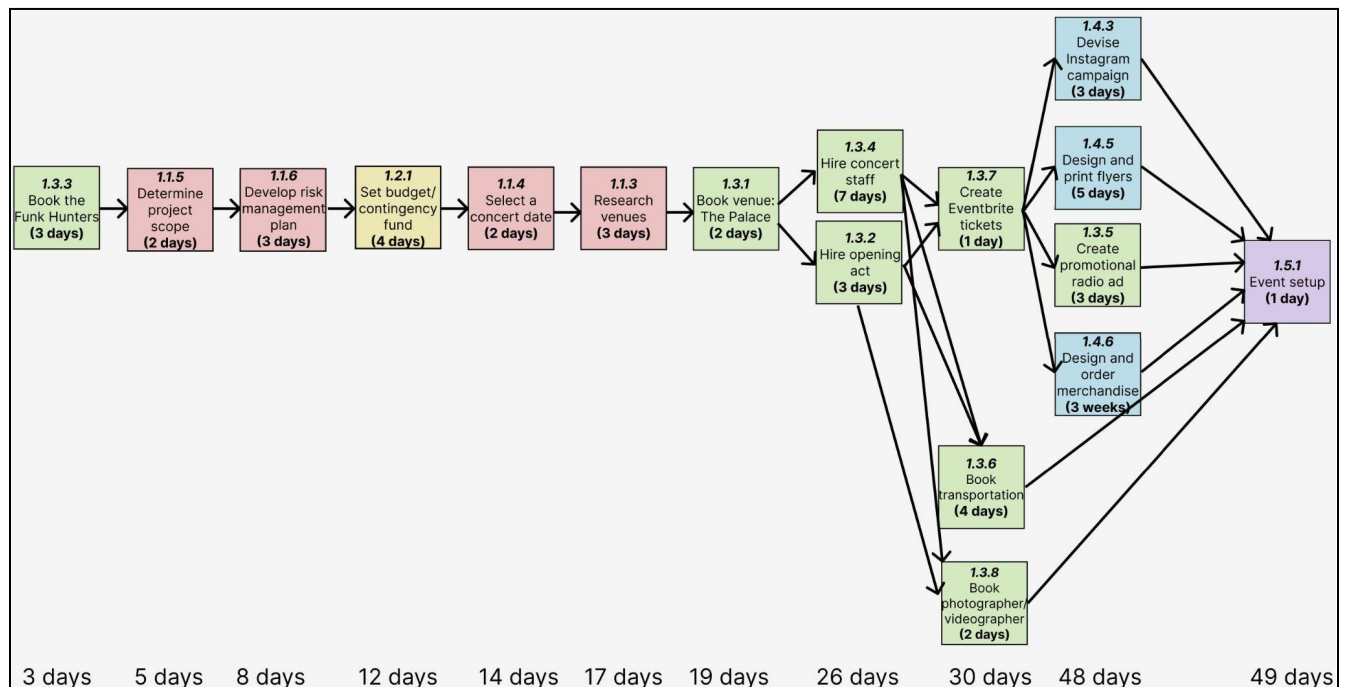 1.3.3
Book the
Funk Hunters
(3 days)
1.1.5
Determine
project
scope
(2 days)
1.1.6
Develop risk
management
plan
(3 days)
1.2.1
Set budget/
contingency
fund
(4 days)
1.1.4
Select a
concert date
(2 days)
1.1.3
Research
venues
(3 days)
1.3.1
Book venue:
The Palace
(2 days)
1.3.4
Hire concert
staff
(7 days)
1.3.2
Hire opening
act
(3 days)
1.3.7
Create
Eventbrite
tickets
(1 day)
1.4.3
Devise
Instagram
campaign
(3 days)
1.4.5
Design and
print flyers
(5 days)
1.3.5
Create
promotional
radio ad
(3 days)
1.4.6
Design and
order
merchandise
(3 weeks)
1.3.6
Book
transportation
(4 days)
1.3.8
Book
photographer/
videographer
(2 days)
1.5.1
Event setup
(1 day)
3 days 5 days 8 days 12 days 14 days 17 days 19 days 26 days 30 days 48 days 49 days